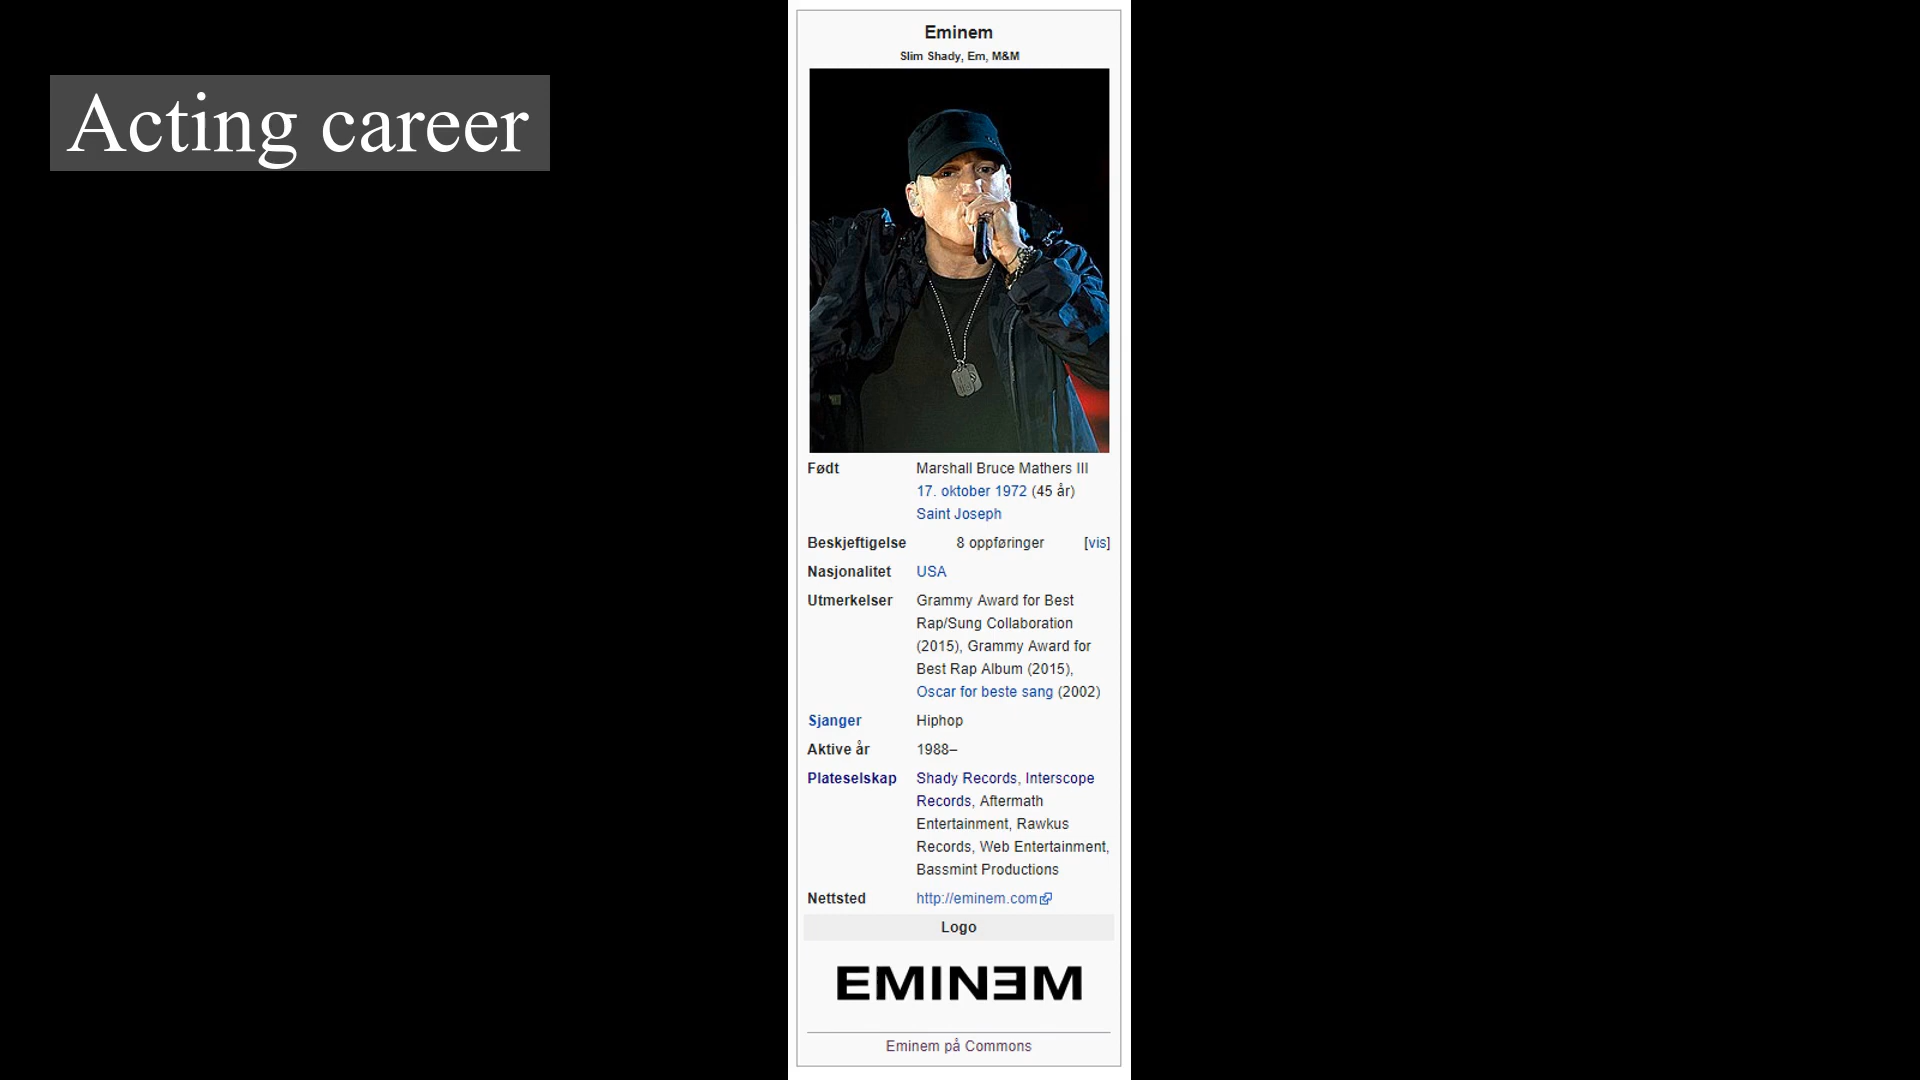 Acting career
Eminem
Slim Shady, Em, M&M
Født Marshall Bruce Mathers III
17. oktober 1972 (45 år)
Saint Joseph
Beskjeftigelse 8 oppføringer [vis]
Nasjonalitet USA
Utmerkelser Grammy Award for Best
Rap/Sung Collaboration
(2015), Grammy Award for
Best Rap Album (2015),
Oscar for beste sang (2002)
Sjanger Hiphop
Aktive år 1988–
Plateselskap Shady Records, Interscope
Records, Aftermath
Entertainment, Rawkus
Records, Web Entertainment,
Bassmint Productions
Nettsted http://eminem.com
Logo
EMINƎM
Eminem på Commons